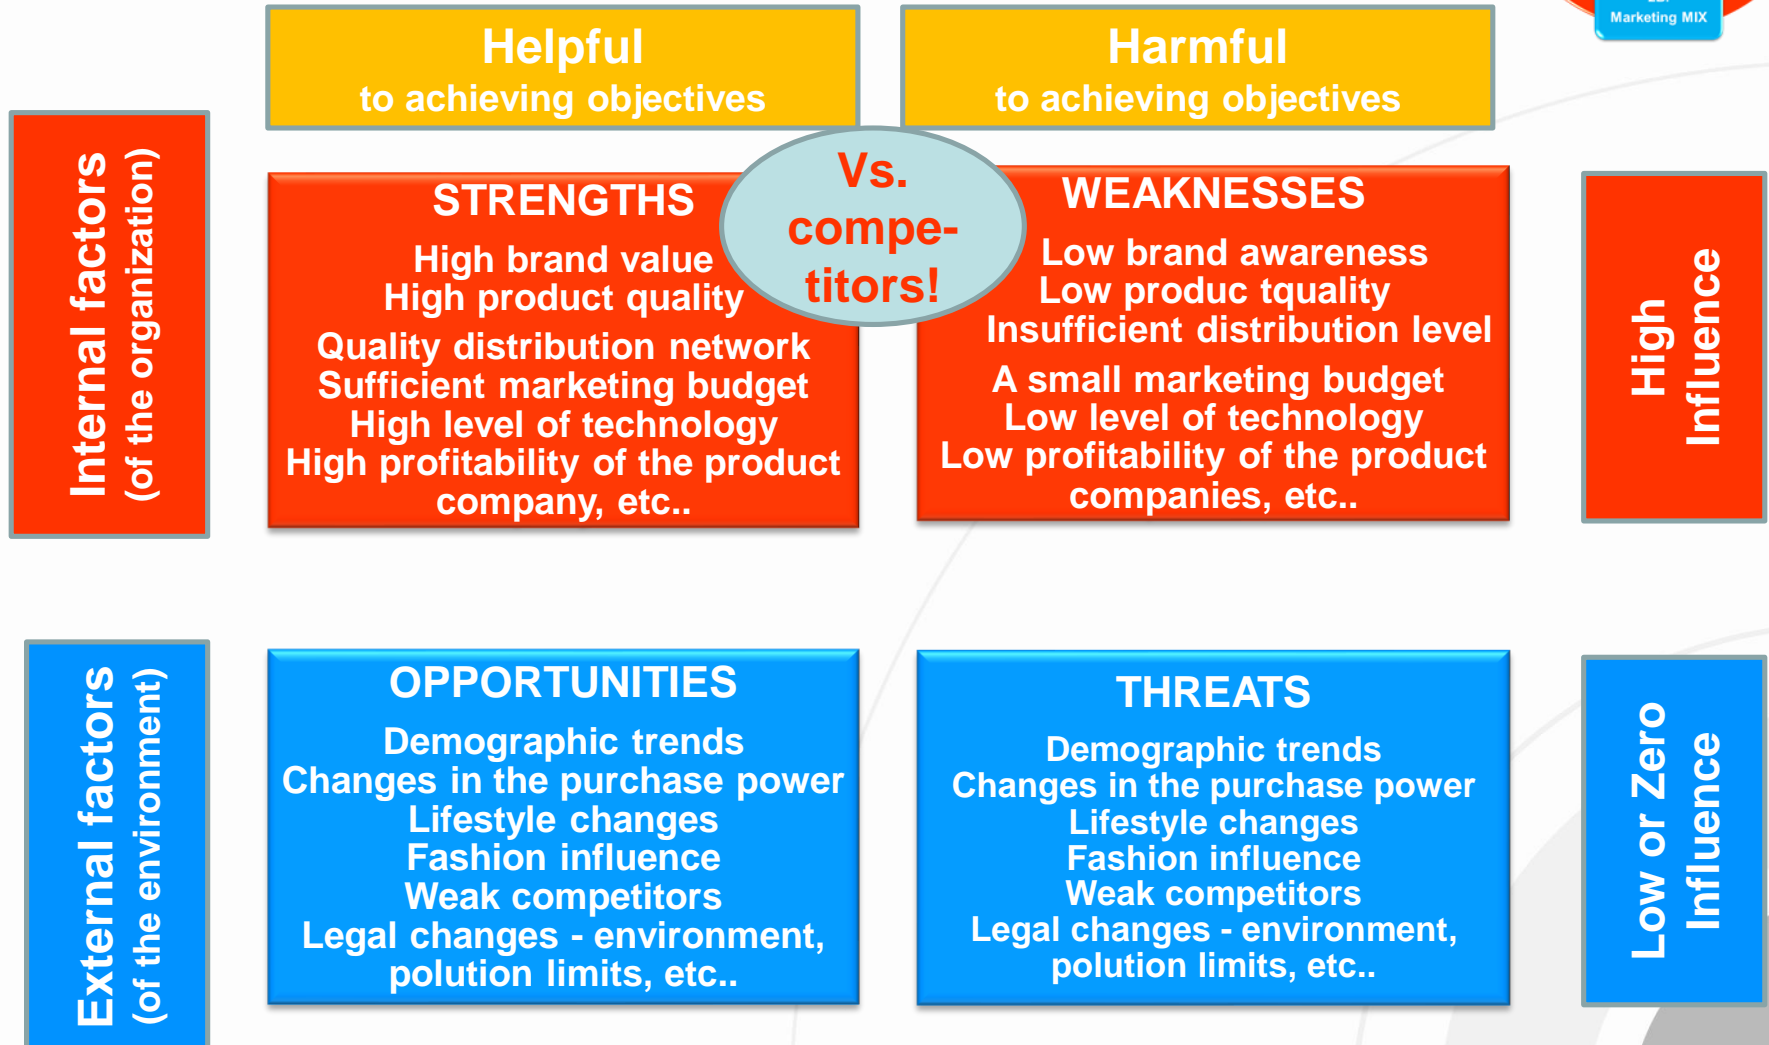 Marketing MIX
Helpful
to achieving objectives
Harmful
to achieving objectives
Internal factors
(of the organization)
STRENGTHS
High brand value
High product quality
Quality distribution network
Sufficient marketing budget
High level of technology
High profitability of the product
company, etc..
Vs.
compe-
titors!
WEAKNESSES
Low brand awareness
Low produc tquality
Insufficient distribution level
A small marketing budget
Low level of technology
Low profitability of the product
companies, etc..
High
Influence
External factors
(of the environment)
OPPORTUNITIES
Demographic trends
Changes in the purchase power
Lifestyle changes
Fashion influence
Weak competitors
Legal changes - environment,
polution limits, etc..
THREATS
Demographic trends
Changes in the purchase power
Lifestyle changes
Fashion influence
Weak competitors
Legal changes - environment,
polution limits, etc..
Low or Zero
Influence